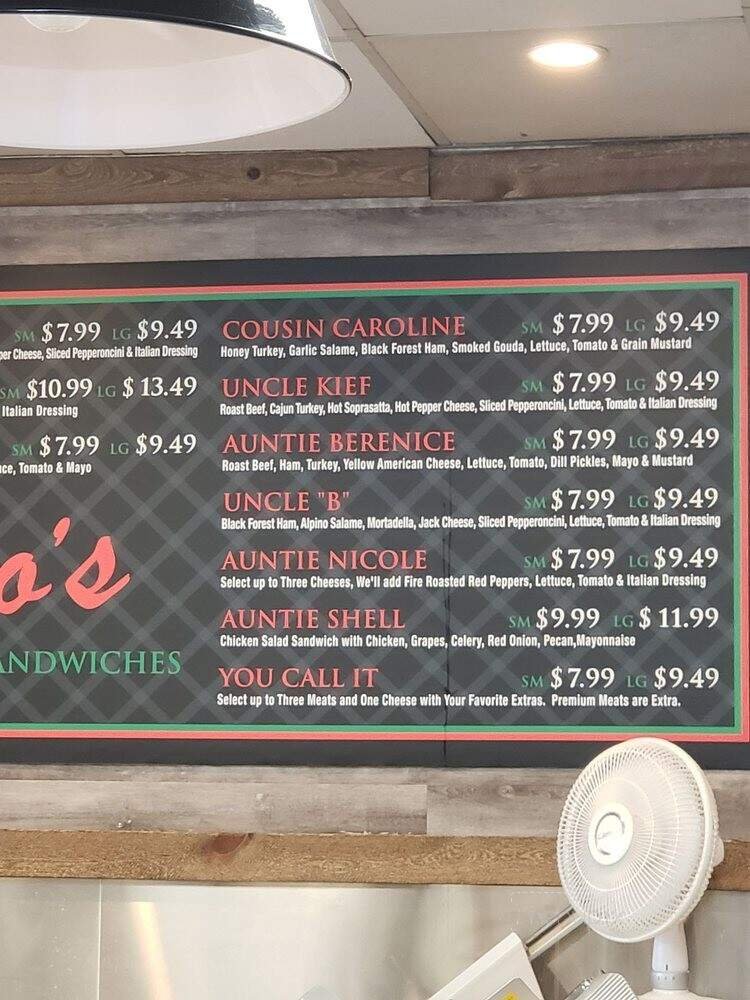 SM $7.99 LG $9.49
per Cheese, Sliced Pepperoncini & Italian Dressing
SM $10.99 LG $ 13.49
Italian Dressing
SM $7.99 LG $9.49
uce, Tomato & Mayo
o's
ANDWICHES
COUSIN CAROLINE SM $7.99 LG $9.49
Honey Turkey, Garlic Salame, Black Forest Ham, Smoked Gouda, Lettuce, Tomato & Grain Mustard
UNCLE KIEF SM $7.99 LG $9.49
Roast Beef, Cajun Turkey, Hot Soprasatta, Hot Pepper Cheese, Sliced Pepperoncini, Lettuce, Tomato & Italian Dressing
AUNTIE BERENICE SM $7.99 LG $9.49
Roast Beef, Ham, Turkey, Yellow American Cheese, Lettuce, Tomato, Dill Pickles, Mayo & Mustard
UNCLE "B" SM $7.99 LG $9.49
Black Forest Ham, Alpino Salame, Mortadella, Jack Cheese, Sliced Pepperoncini, Lettuce, Tomato & Italian Dressing
AUNTIE NICOLE SM $7.99 LG $9.49
Select up to Three Cheeses, We'll add Fire Roasted Red Peppers, Lettuce, Tomato & Italian Dressing
AUNTIE SHELL SM $9.99 LG $ 11.99
Chicken Salad Sandwich with Chicken, Grapes, Celery, Red Onion, Pecan,Mayonnaise
YOU CALL IT SM $7.99 LG $9.49
Select up to Three Meats and One Cheese with Your Favorite Extras. Premium Meats are Extra.